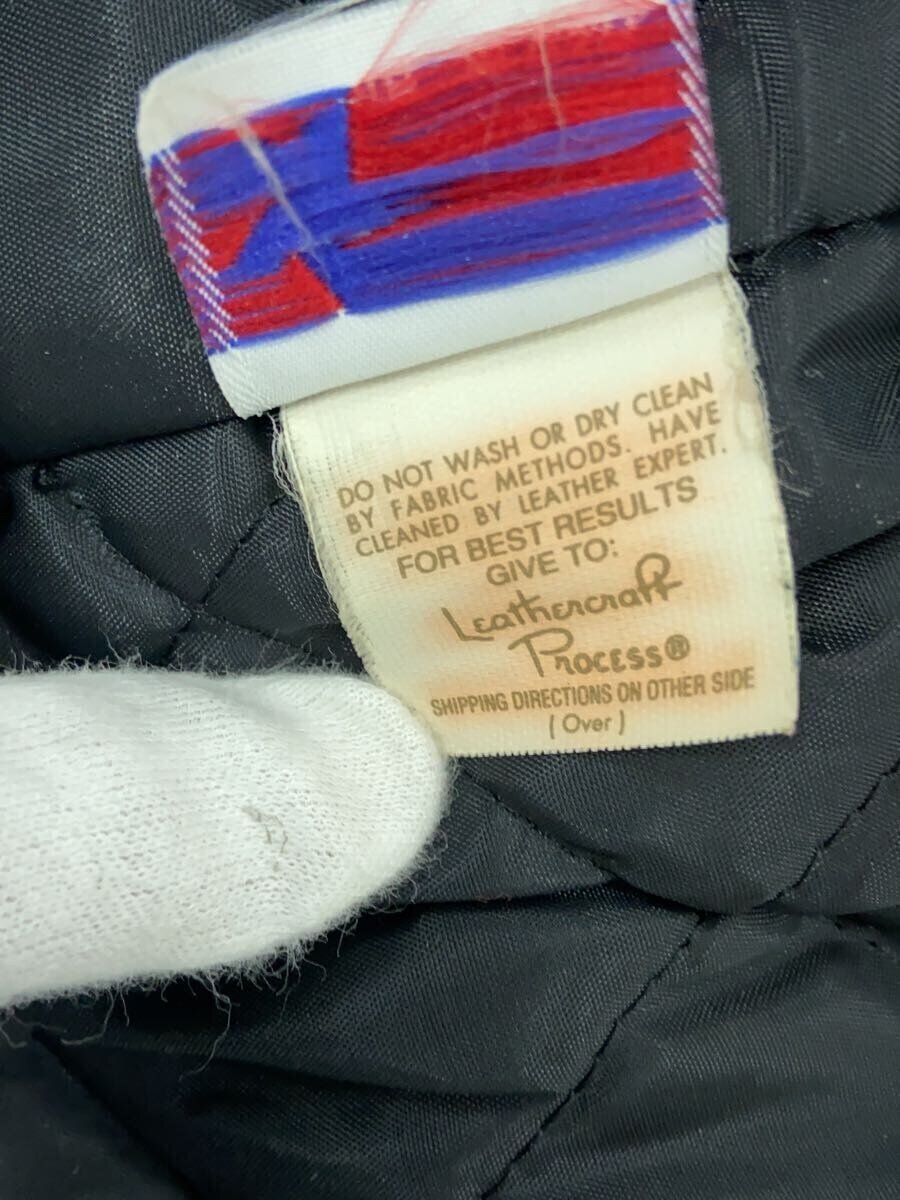 DO NOT WASH OR DRY CLEAN
BY FABRIC METHODS. HAVE
CLEANED BY LEATHER EXPERT.
FOR BEST RESULTS
GIVE TO:
Leathercraft
Process®
SHIPPING DIRECTIONS ON OTHER SIDE
(Over)